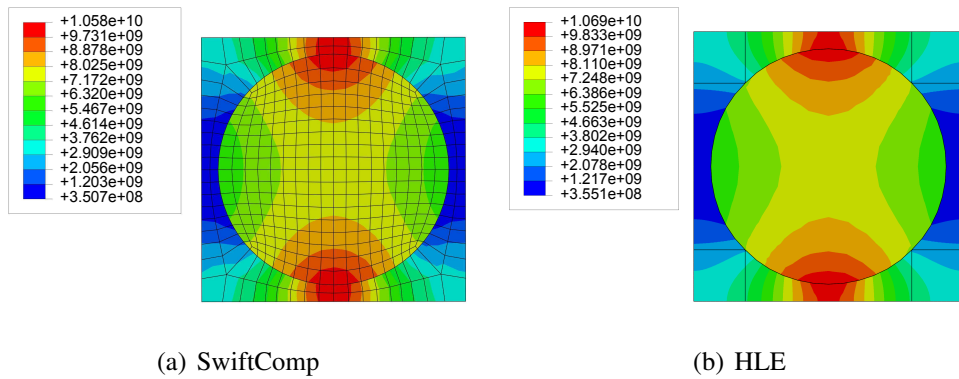 +1.058e+10
+9.731e+09
+8.878e+09
+8.025e+09
+7.172e+09
+6.320e+09
+5.467e+09
+4.614e+09
+3.762e+09
+2.909e+09
+2.056e+09
+1.203e+09
+3.507e+08
+1.069e+10
+9.833e+09
+8.971e+09
+8.110e+09
+7.248e+09
+6.386e+09
+5.525e+09
+4.663e+09
+3.802e+09
+2.940e+09
+2.078e+09
+1.217e+09
+3.551e+08
(a) SwiftComp
(b) HLE